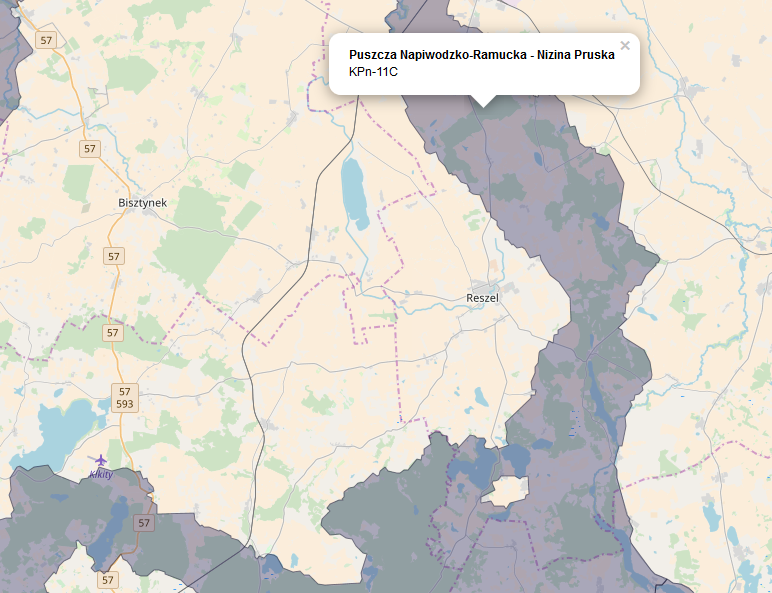 57
Puszcza Napiwodzko-Ramucka - Nizina Pruska
×
KPn-11C
57
Bisztynek
57
Reszel
57
57
593
Kikity
57
57